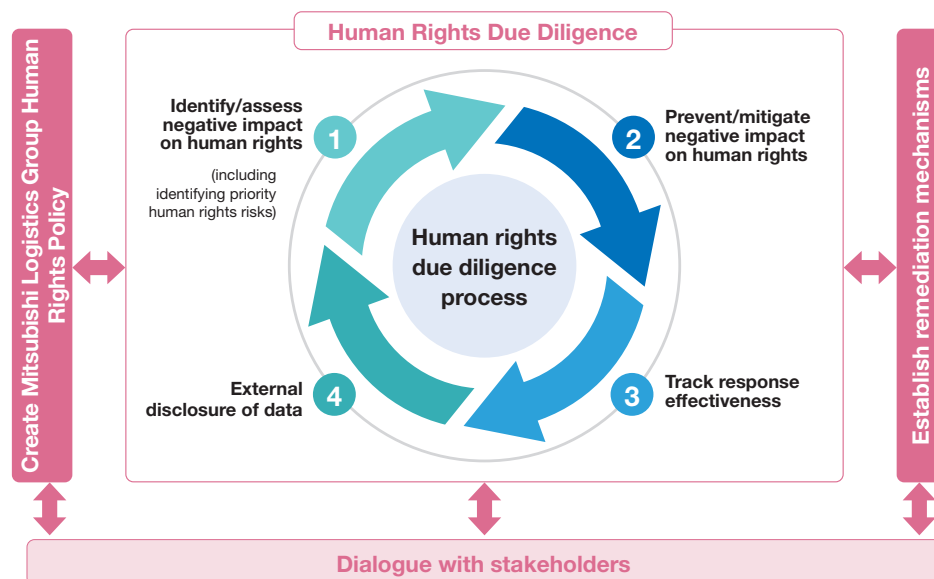 Human Rights Due Diligence
Create Mitsubishi Logistics Group Human
Rights Policy
Identify/assess
negative impact
on human rights
(including
identifying priority
human rights risks)
1
2
Prevent/mitigate
negative impact
on human rights
Human rights
due diligence
process
External
disclosure of data
4
3
Track response
effectiveness
Establish remediation mechanisms
Dialogue with stakeholders